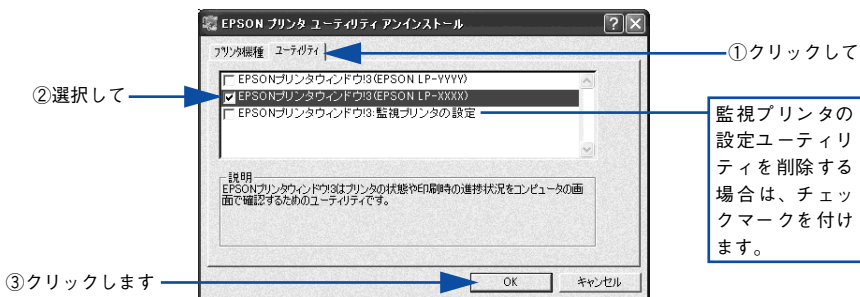 EPSON プリンタ ユーティリティ アンインストール
プリンタ機種 ユーティリティ
①クリックして
EPSONプリンタウィンドウ!3(EPSON LP-YYYY)
②選択して
EPSONプリンタウィンドウ!3(EPSON LP-XXXX)
EPSONプリンタウィンドウ!3:監視プリンタの設定
監視プリンタの
設定ユーティリ
ティを削除する
場合は、チェッ
クマークを付け
ます。
説明
EPSONプリンタウィンドウ!3はプリンタの状態や印刷時の進捗状況をコンピュータの画
面で確認するためのユーティリティです。
③クリックします
OK キャンセル